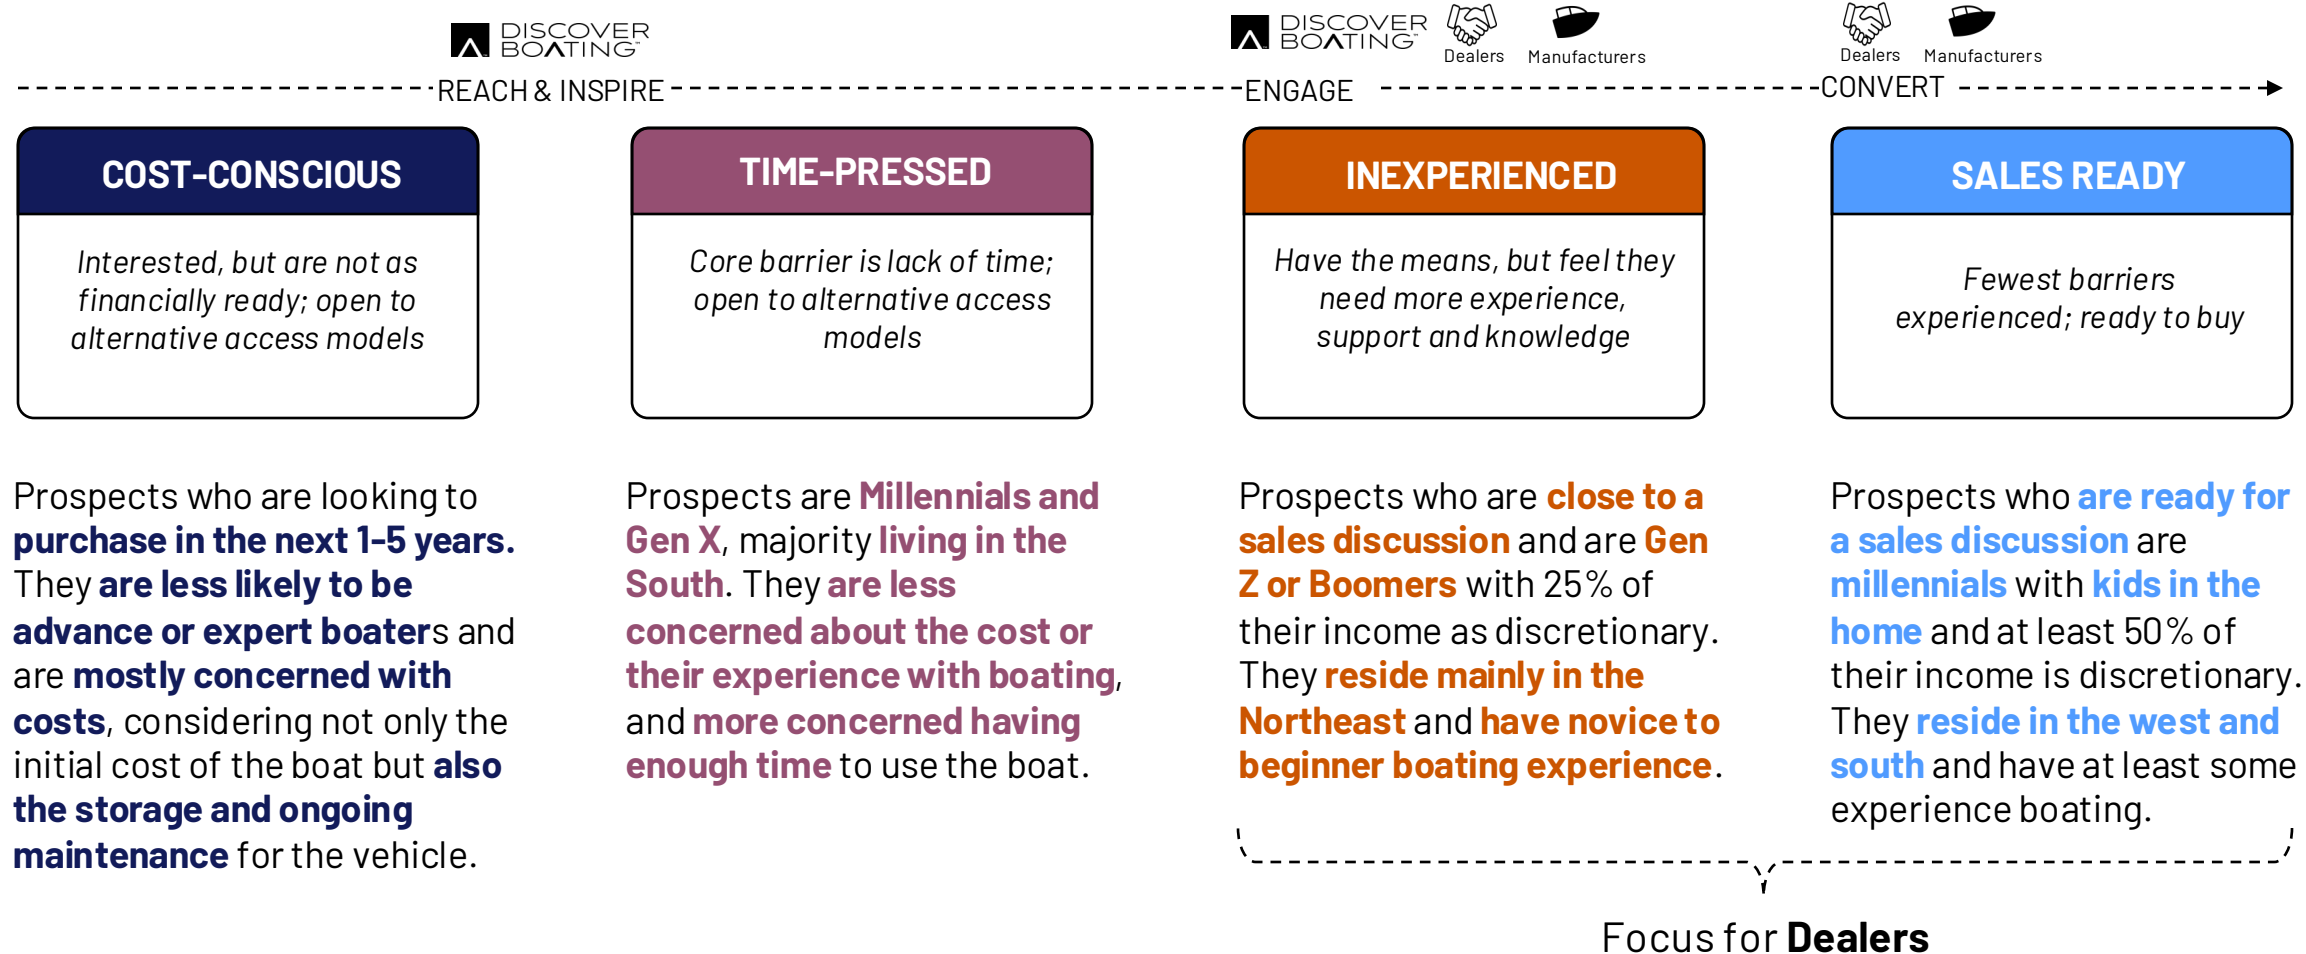 DISCOVER
BOATING™
DISCOVER
BOATING™
Dealers
Manufacturers
Dealers
Manufacturers
REACH & INSPIRE
ENGAGE
CONVERT
COST-CONSCIOUS
Interested, but are not as
financially ready; open to
alternative access models
Prospects who are looking to
purchase in the next 1-5 years.
They are less likely to be
advance or expert boaters and
are mostly concerned with
costs, considering not only the
initial cost of the boat but also
the storage and ongoing
maintenance for the vehicle.
TIME-PRESSED
Core barrier is lack of time;
open to alternative access
models
Prospects are Millennials and
Gen X, majority living in the
South. They are less
concerned about the cost or
their experience with boating,
and more concerned having
enough time to use the boat.
INEXPERIENCED
Have the means, but feel they
need more experience,
support and knowledge
Prospects who are close to a
sales discussion and are Gen
Z or Boomers with 25% of
their income as discretionary.
They reside mainly in the
Northeast and have novice to
beginner boating experience.
SALES READY
Fewest barriers
experienced; ready to buy
Prospects who are ready for
a sales discussion are
millennials with kids in the
home and at least 50% of
their income is discretionary.
They reside in the west and
south and have at least some
experience boating.
Focus for Dealers